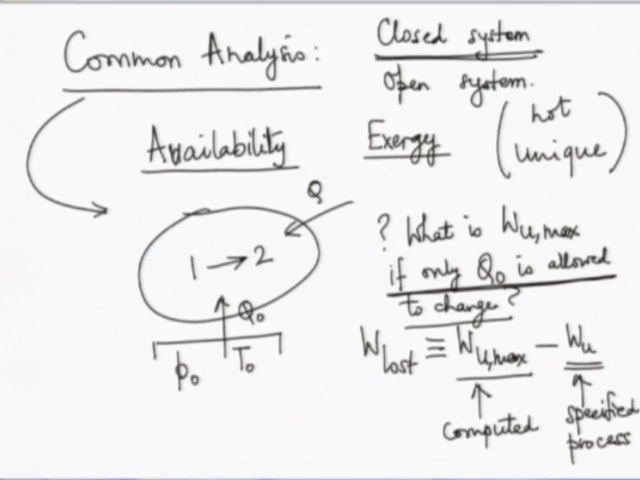 Common Analysis:
Closed system
Open system.
Availability
Exergy
(not
unique)
Q
1 → 2
Q₀
p₀ T₀
? What is Wu,max
if only Q₀ is allowed
to change?
Wlost ≡ Wu,max − Wu
computed
specified
process